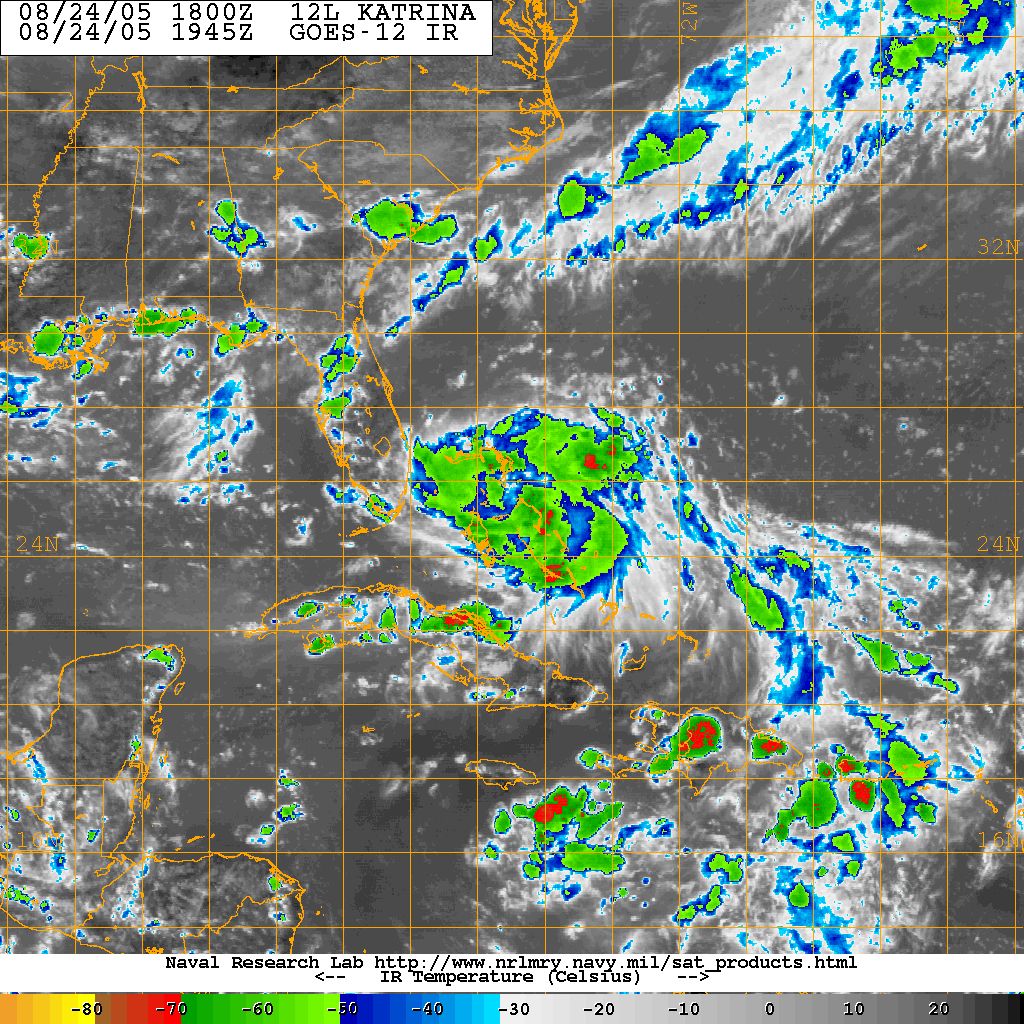 08/24/05 1800Z 12L KATRINA
08/24/05 1945Z GOES-12 IR
72W
32N
24N
24N
16N
16N
Naval Research Lab http://www.nrlmry.navy.mil/sat_products.html
<-- IR Temperature (Celsius) -->
-80 -70 -60 -50 -40 -30 -20 -10 0 10 20